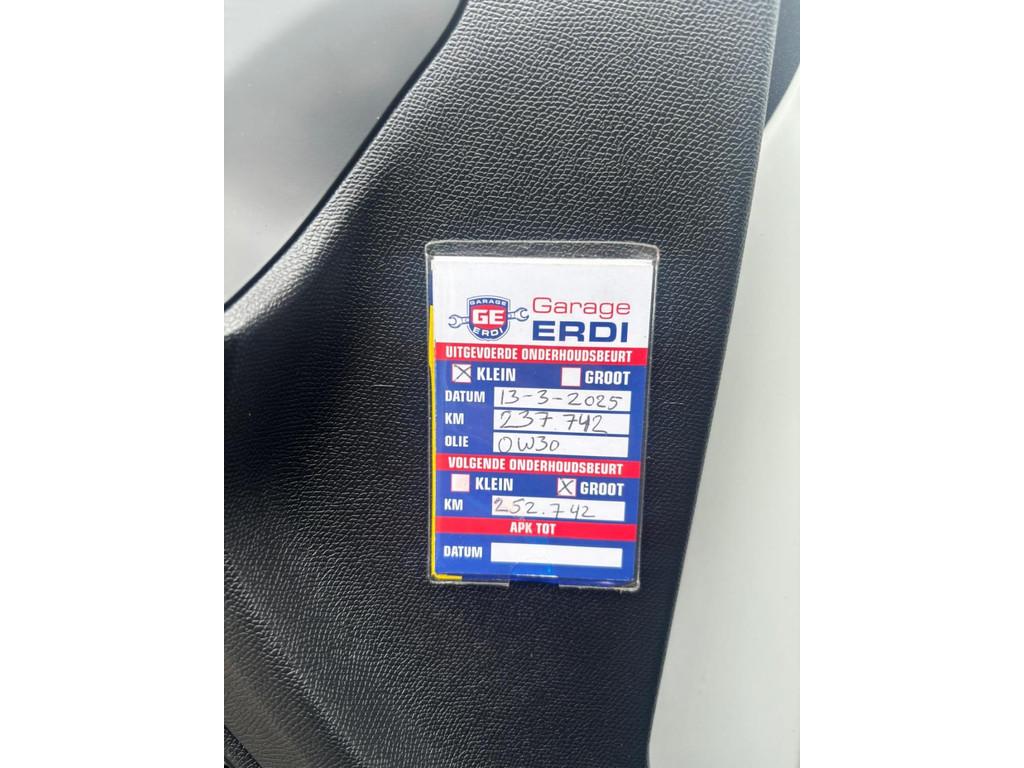 GARAGE
GE
ERDI
Garage
ERDI
UITGEVOERDE ONDERHOUDSBEURT
KLEIN GROOT
DATUM 13-3-2025
KM 237.742
OLIE 0W30
VOLGENDE ONDERHOUDSBEURT
KLEIN GROOT
KM 252.742
APK TOT
DATUM